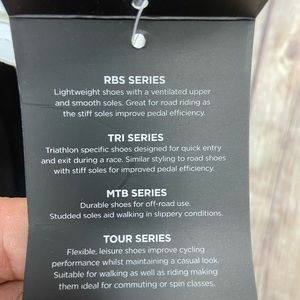 RBS SERIES
Lightweight shoes with a ventilated upper
and smooth soles. Great for road riding as
the stiff soles improve pedal efficiency.
TRI SERIES
Triathlon specific shoes designed for quick entry
and exit during a race. Similar styling to road shoes
with stiff soles for improved pedal efficiency.
MTB SERIES
Durable shoes for off-road use.
Studded soles aid walking in slippery conditions.
TOUR SERIES
Flexible, leisure shoes improve cycling
performance whilst maintaining a casual look.
Suitable for walking as well as riding making
them ideal for commuting or spin classes.